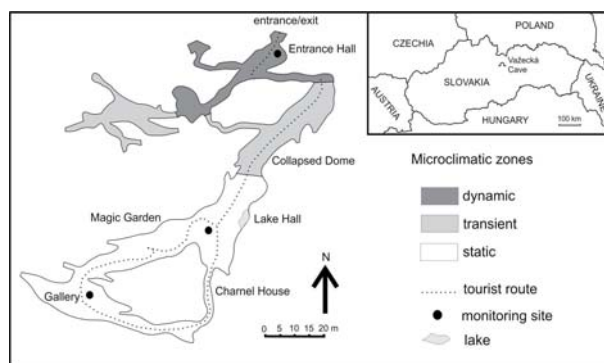 entrance/exit
Entrance Hall
Collapsed Dome
Magic Garden
Lake Hall
Gallery
Charnel House
N
0 5 10 20 m
CZECHIA
POLAND
Važecká
Cave
SLOVAKIA
UKRAINE
AUSTRIA
HUNGARY
100 km
Microclimatic zones
dynamic
transient
static
tourist route
monitoring site
lake